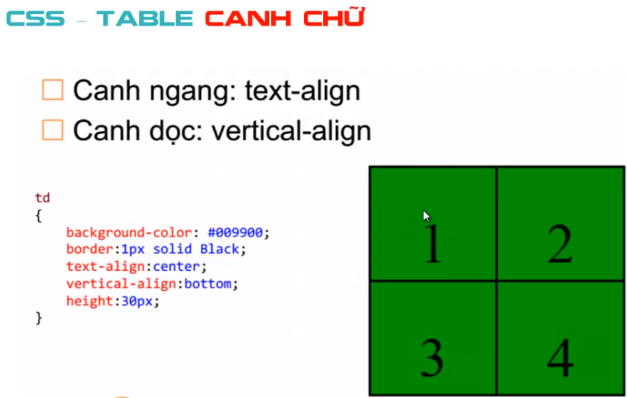 CSS - TABLE CANH CHỮ
Canh ngang: text-align
Canh dọc: vertical-align
td
{
background-color: #009900;
border:1px solid Black;
text-align:center;
vertical-align:bottom;
height:30px;
}
1 2
3 4